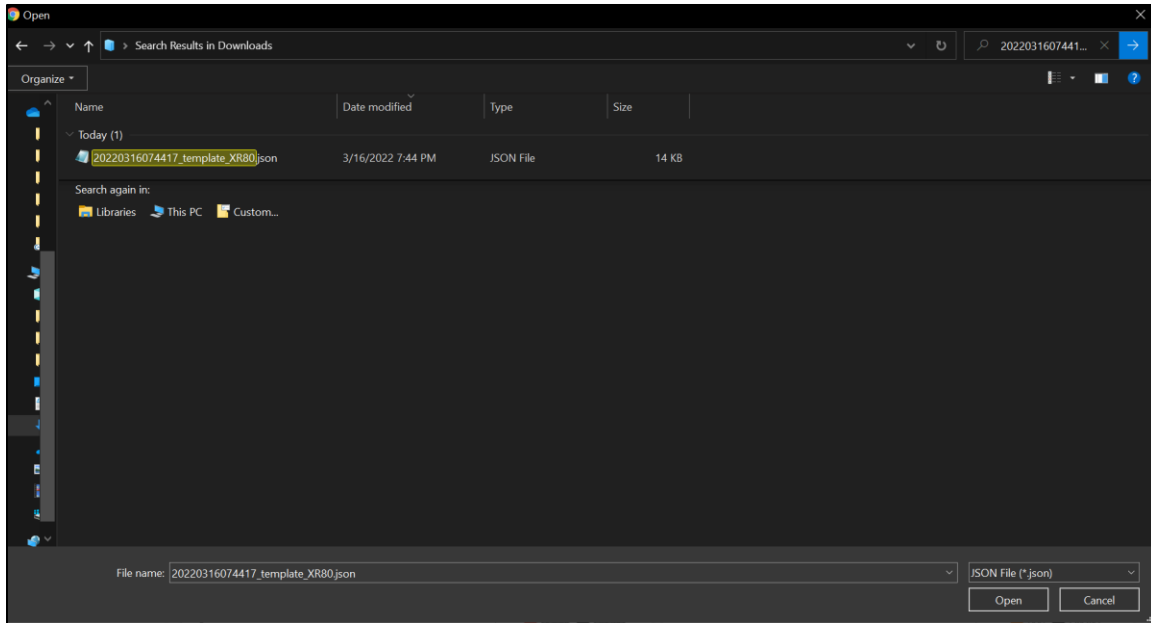 Open
Search Results in Downloads
2022031607441...
Organize
Name Date modified Type Size
Today (1)
20220316074417_template_XR80.json 3/16/2022 7:44 PM JSON File 14 KB
Search again in:
Libraries This PC Custom...
File name: 20220316074417_template_XR80.json JSON File (*.json)
Open Cancel